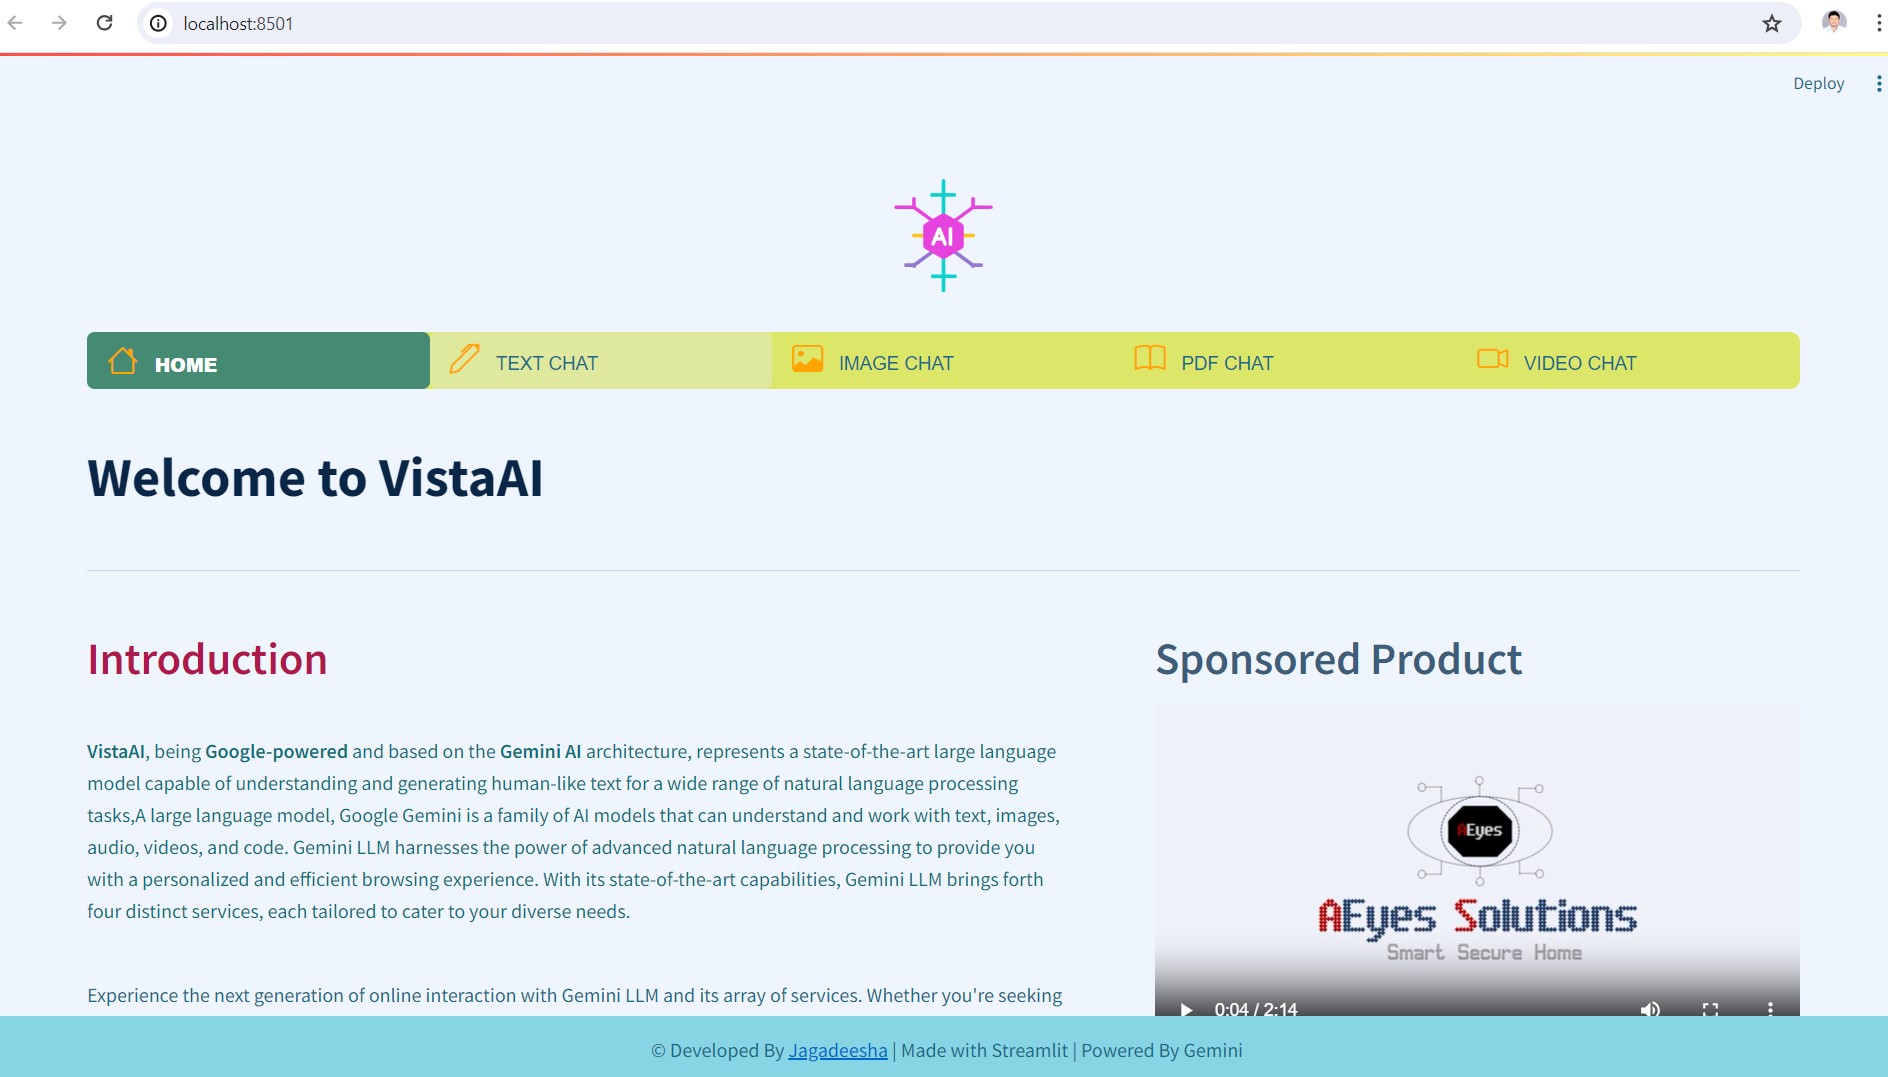 localhost:8501
Deploy
AI
HOME
TEXT CHAT
IMAGE CHAT
PDF CHAT
VIDEO CHAT
Welcome to VistaAI
Introduction
VistaAI, being Google-powered and based on the Gemini AI architecture, represents a state-of-the-art large language
model capable of understanding and generating human-like text for a wide range of natural language processing
tasks,A large language model, Google Gemini is a family of AI models that can understand and work with text, images,
audio, videos, and code. Gemini LLM harnesses the power of advanced natural language processing to provide you
with a personalized and efficient browsing experience. With its state-of-the-art capabilities, Gemini LLM brings forth
four distinct services, each tailored to cater to your diverse needs.
Experience the next generation of online interaction with Gemini LLM and its array of services. Whether you're seeking
Sponsored Product
AEyes
AEyes Solutions
Smart Secure Home
0:04 / 2:14
© Developed By Jagadeesha | Made with Streamlit | Powered By Gemini